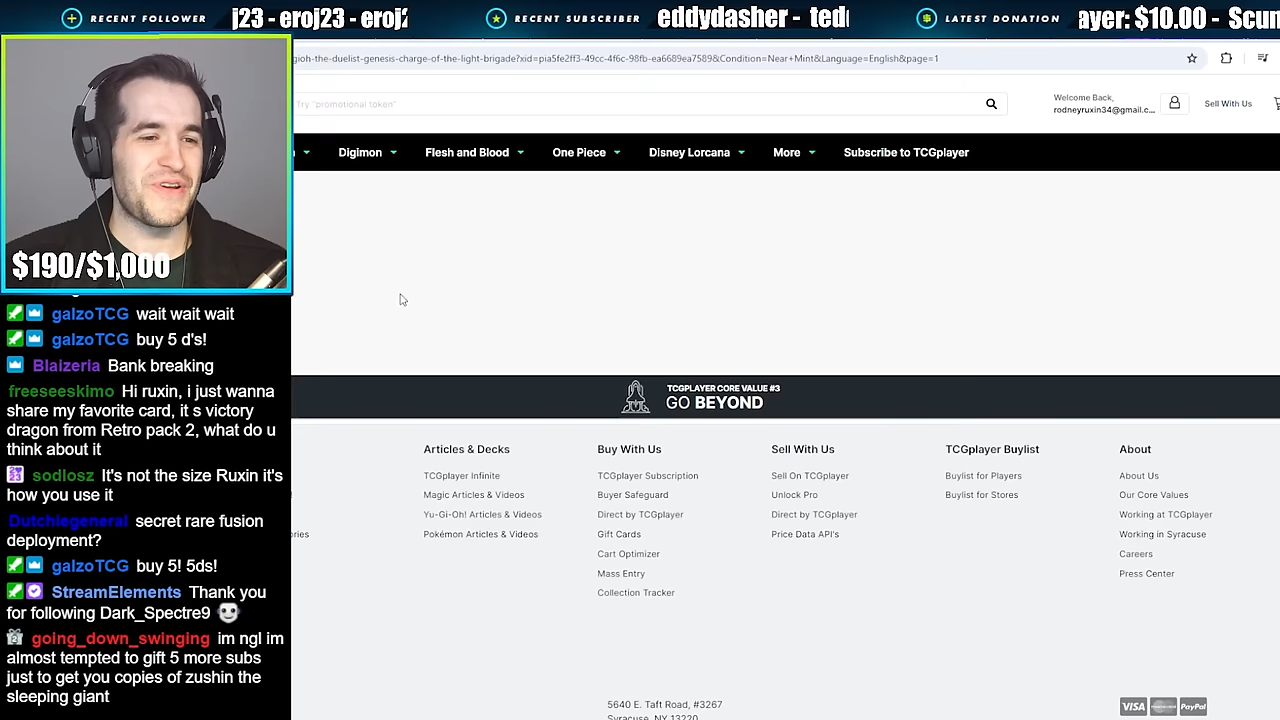 RECENT FOLLOWER
j23 - eroj23 - eroj2
RECENT SUBSCRIBER
eddydasher - ted
LATEST DONATION
ayer: $10.00 - Scur
gioh-the-duelist-genesis-charge-of-the-light-brigade?xid=pia5fe2ff3-49cc-4f6c-98fb-ea6689ea7589&Condition=Near+Mint&Language=English&page=1
Try "promotional token"
Welcome Back,
rodneyruxin34@gmail.c...
Sell With Us
Digimon
Flesh and Blood
One Piece
Disney Lorcana
More
Subscribe to TCGplayer
$190/$1,000
galzoTCG wait wait wait
galzoTCG buy 5 d's!
Blaizeria Bank breaking
freeseeskimo Hi ruxin, i just wanna
share my favorite card, it s victory
dragon from Retro pack 2, what do u
think about it
sodlosz It's not the size Ruxin it's
how you use it
Dutchiegeneral secret rare fusion
deployment?
galzoTCG buy 5! 5ds!
StreamElements Thank you
for following Dark_Spectre9
going_down_swinging im ngl im
almost tempted to gift 5 more subs
just to get you copies of zushin the
sleeping giant
TCGPLAYER CORE VALUE #3
GO BEYOND
ories
Articles & Decks
TCGplayer Infinite
Magic Articles & Videos
Yu-Gi-Oh! Articles & Videos
Pokémon Articles & Videos
Buy With Us
TCGplayer Subscription
Buyer Safeguard
Direct by TCGplayer
Gift Cards
Cart Optimizer
Mass Entry
Collection Tracker
Sell With Us
Sell On TCGplayer
Unlock Pro
Direct by TCGplayer
Price Data API's
TCGplayer Buylist
Buylist for Players
Buylist for Stores
About
About Us
Our Core Values
Working at TCGplayer
Working in Syracuse
Careers
Press Center
5640 E. Taft Road, #3267
Syracuse, NY 13220
VISA
PayPal